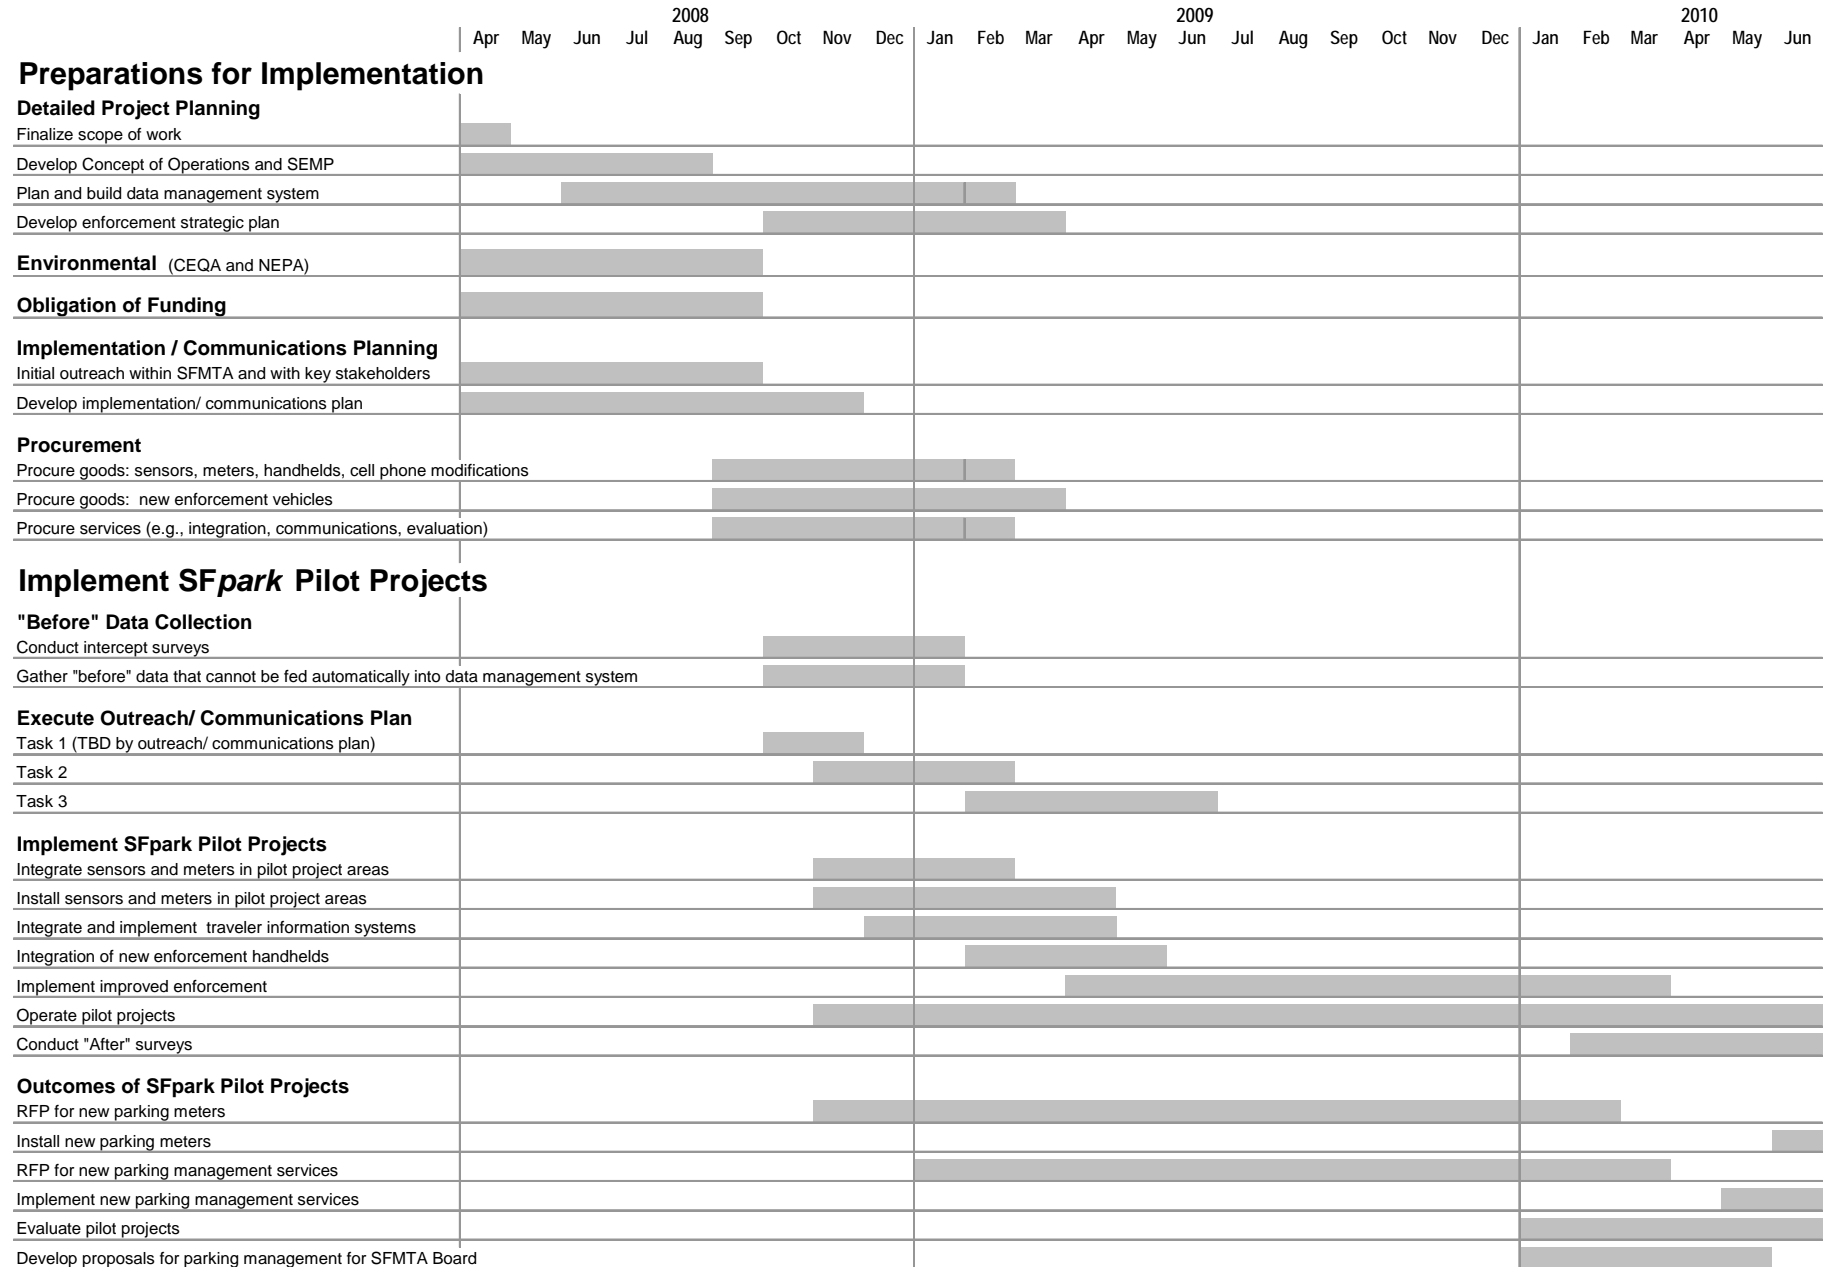 2008 2009 2010
Apr May Jun Jul Aug Sep Oct Nov Dec Jan Feb Mar Apr May Jun Jul Aug Sep Oct Nov Dec Jan Feb Mar Apr May Jun
Preparations for Implementation
Detailed Project Planning
Finalize scope of work
Develop Concept of Operations and SEMP
Plan and build data management system
Develop enforcement strategic plan
Environmental (CEQA and NEPA)
Obligation of Funding
Implementation / Communications Planning
Initial outreach within SFMTA and with key stakeholders
Develop implementation/ communications plan
Procurement
Procure goods: sensors, meters, handhelds, cell phone modifications
Procure goods: new enforcement vehicles
Procure services (e.g., integration, communications, evaluation)
Implement SFpark Pilot Projects
"Before" Data Collection
Conduct intercept surveys
Gather "before" data that cannot be fed automatically into data management system
Execute Outreach/ Communications Plan
Task 1 (TBD by outreach/ communications plan)
Task 2
Task 3
Implement SFpark Pilot Projects
Integrate sensors and meters in pilot project areas
Install sensors and meters in pilot project areas
Integrate and implement traveler information systems
Integration of new enforcement handhelds
Implement improved enforcement
Operate pilot projects
Conduct "After" surveys
Outcomes of SFpark Pilot Projects
RFP for new parking meters
Install new parking meters
RFP for new parking management services
Implement new parking management services
Evaluate pilot projects
Develop proposals for parking management for SFMTA Board